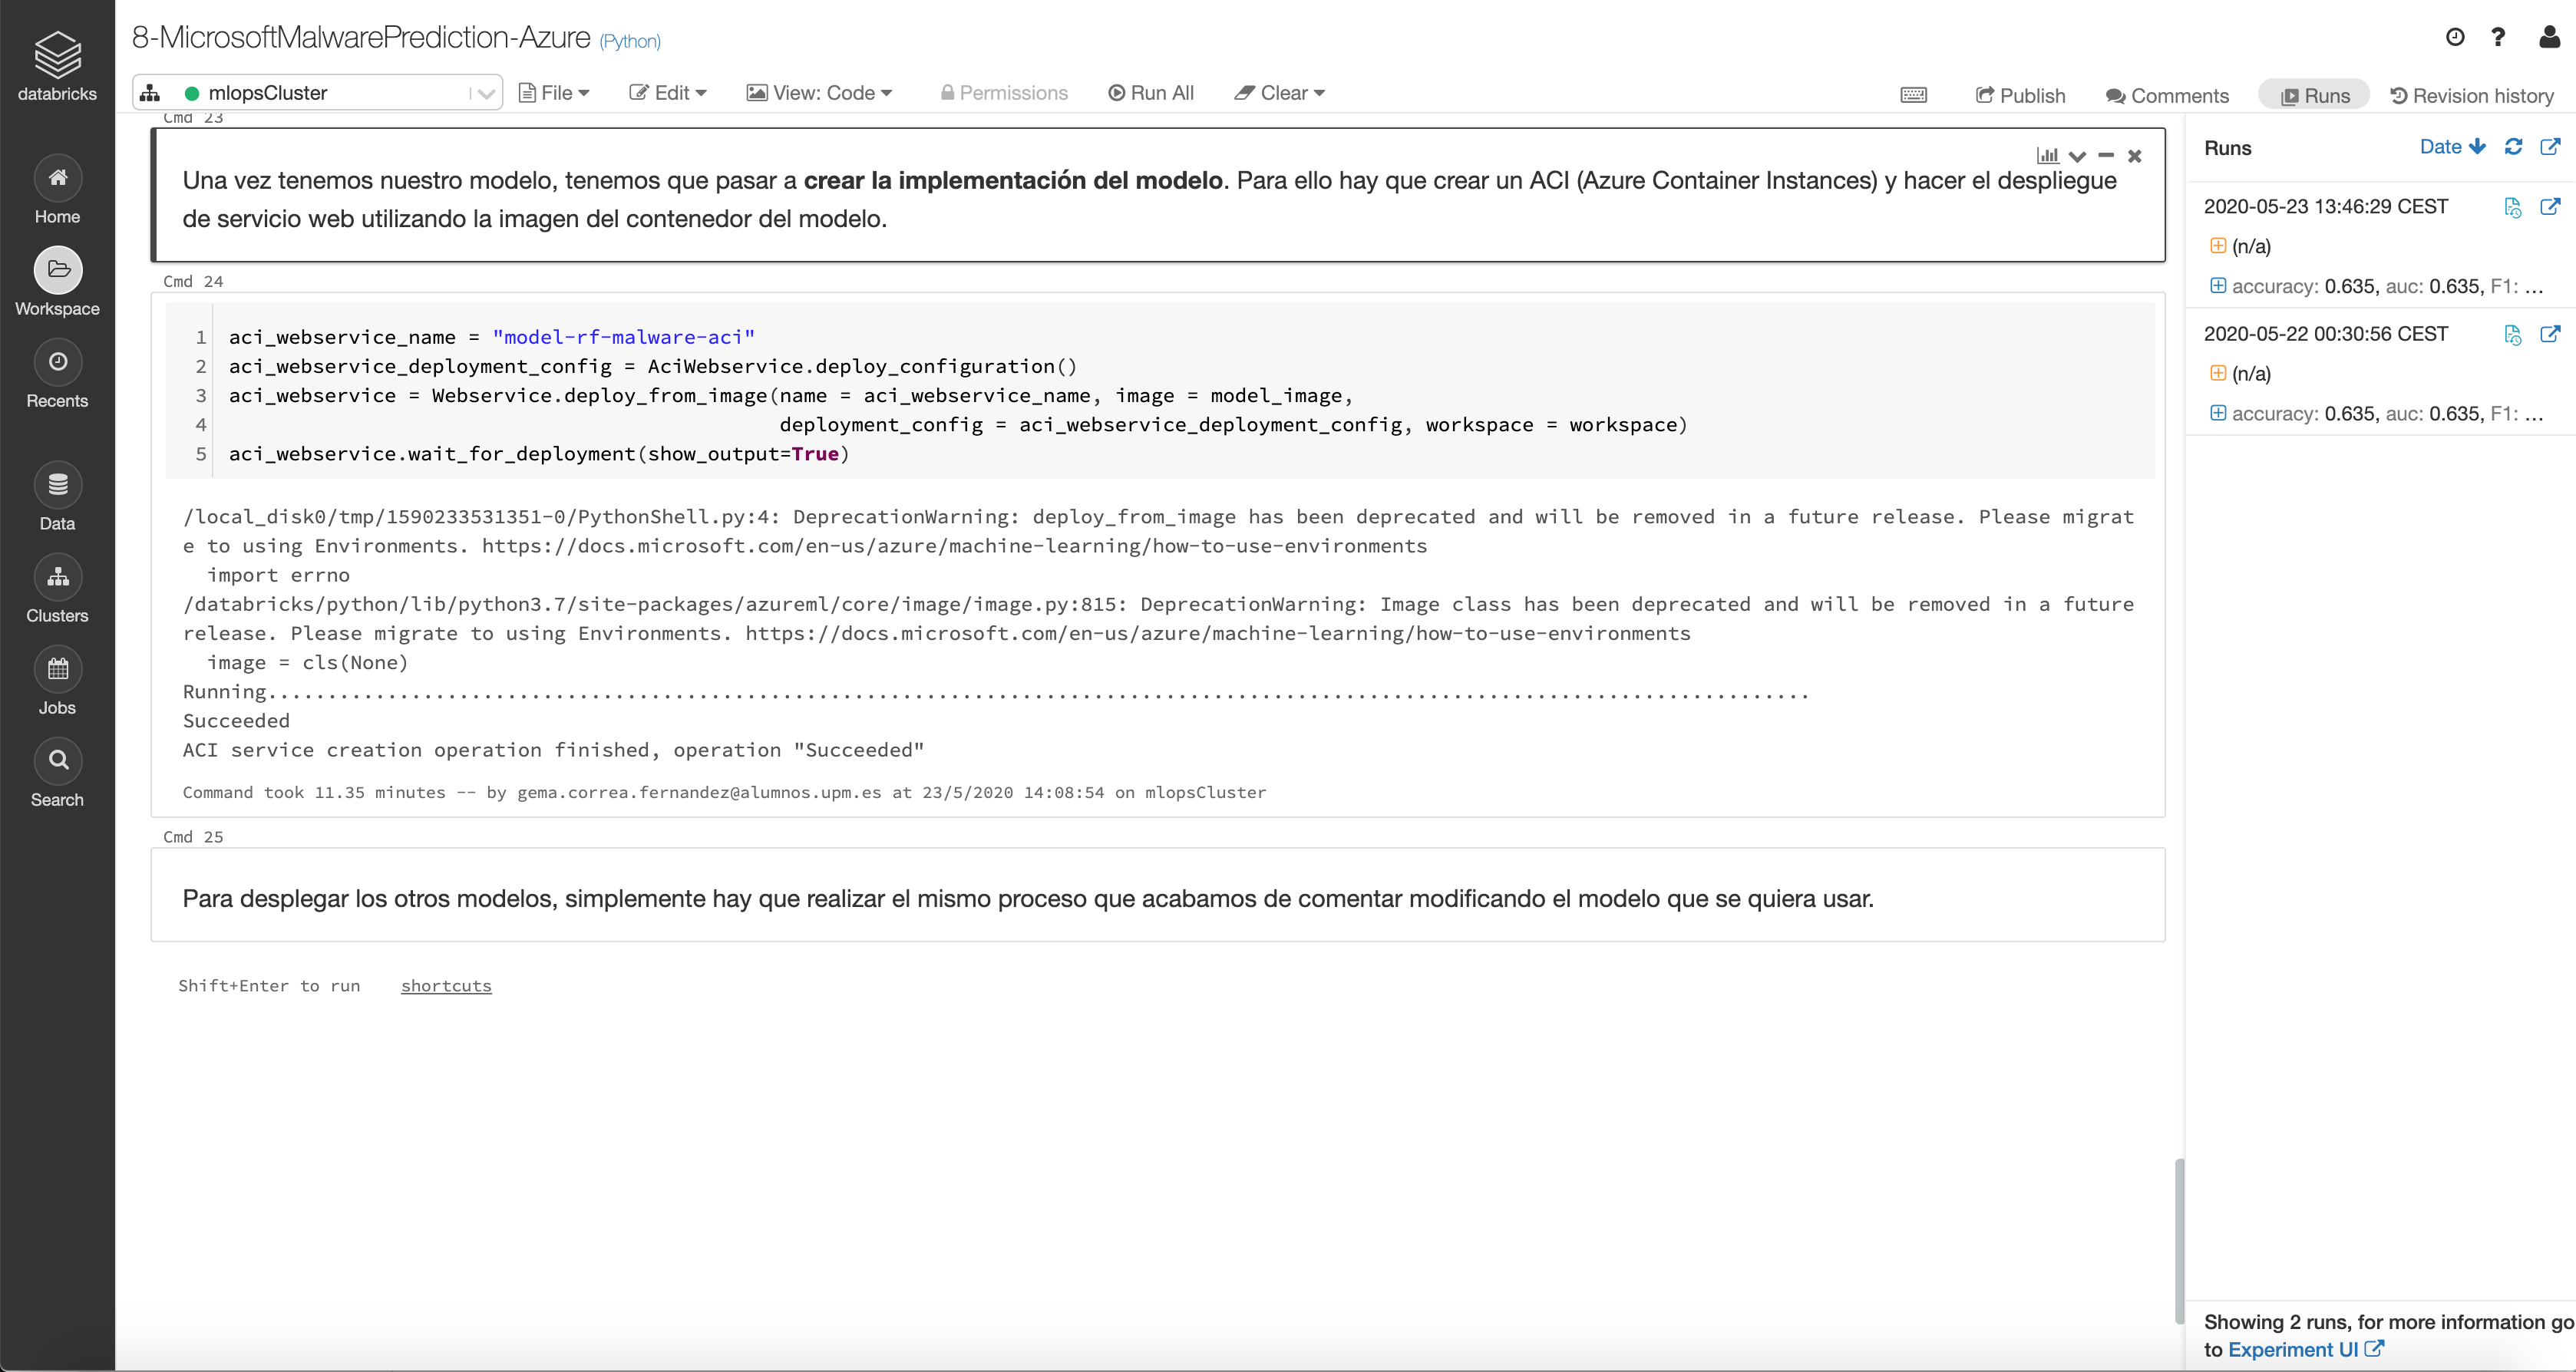 databricks
Home
Workspace
Recents
Data
Clusters
Jobs
Search
8-MicrosoftMalwarePrediction-Azure (Python)
mlopsCluster
File
Edit
View: Code
Permissions
Run All
Clear
Publish
Comments
Runs
Revision history
Cmd 23
Una vez tenemos nuestro modelo, tenemos que pasar a crear la implementación del modelo. Para ello hay que crear un ACI (Azure Container Instances) y hacer el despliegue
de servicio web utilizando la imagen del contenedor del modelo.
Cmd 24
1 aci_webservice_name = "model-rf-malware-aci"
2 aci_webservice_deployment_config = AciWebservice.deploy_configuration()
3 aci_webservice = Webservice.deploy_from_image(name = aci_webservice_name, image = model_image,
4 deployment_config = aci_webservice_deployment_config, workspace = workspace)
5 aci_webservice.wait_for_deployment(show_output=True)
/local_disk0/tmp/1590233531351-0/PythonShell.py:4: DeprecationWarning: deploy_from_image has been deprecated and will be removed in a future release. Please migrat
e to using Environments. https://docs.microsoft.com/en-us/azure/machine-learning/how-to-use-environments
import errno
/databricks/python/lib/python3.7/site-packages/azureml/core/image/image.py:815: DeprecationWarning: Image class has been deprecated and will be removed in a future
release. Please migrate to using Environments. https://docs.microsoft.com/en-us/azure/machine-learning/how-to-use-environments
image = cls(None)
Running.................................................................................................................................
Succeeded
ACI service creation operation finished, operation "Succeeded"
Command took 11.35 minutes -- by gema.correa.fernandez@alumnos.upm.es at 23/5/2020 14:08:54 on mlopsCluster
Cmd 25
Para desplegar los otros modelos, simplemente hay que realizar el mismo proceso que acabamos de comentar modificando el modelo que se quiera usar.
Shift+Enter to run shortcuts
Runs
Date
2020-05-23 13:46:29 CEST
(n/a)
accuracy: 0.635, auc: 0.635, F1: ...
2020-05-22 00:30:56 CEST
(n/a)
accuracy: 0.635, auc: 0.635, F1: ...
Showing 2 runs, for more information go
to Experiment UI